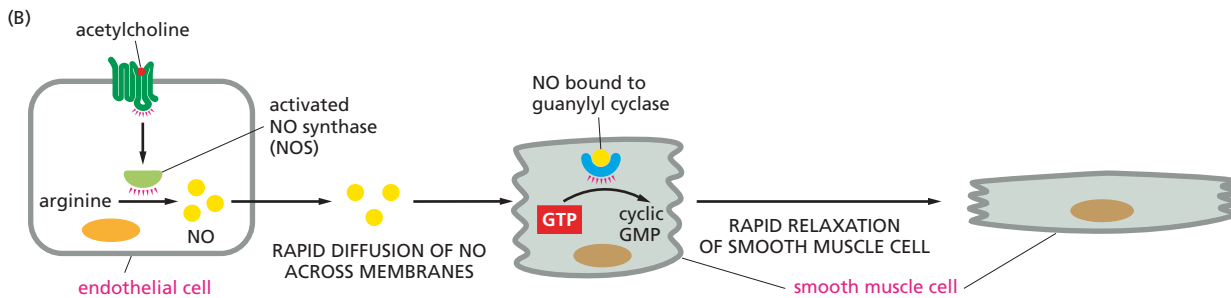 (B)
acetylcholine
activated
NO synthase
(NOS)
arginine
NO
endothelial cell
RAPID DIFFUSION OF NO
ACROSS MEMBRANES
NO bound to
guanylyl cyclase
GTP
cyclic
GMP
RAPID RELAXATION
OF SMOOTH MUSCLE CELL
smooth muscle cell